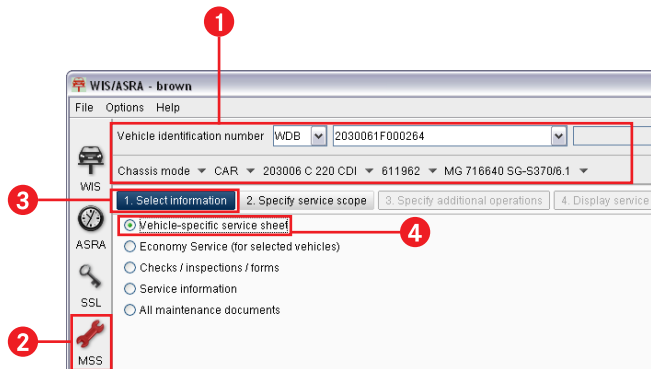 1
WIS/ASRA - brown
File Options Help
Vehicle identification number WDB 2030061F000264
Chassis mode CAR 203006 C 220 CDI 611962 MG 716640 SG-S370/6.1
WIS
3
1. Select information 2. Specify service scope 3. Specify additional operations 4. Display service
Vehicle-specific service sheet
4
ASRA
Economy Service (for selected vehicles)
Checks / inspections / forms
Service information
SSL
All maintenance documents
2
MSS